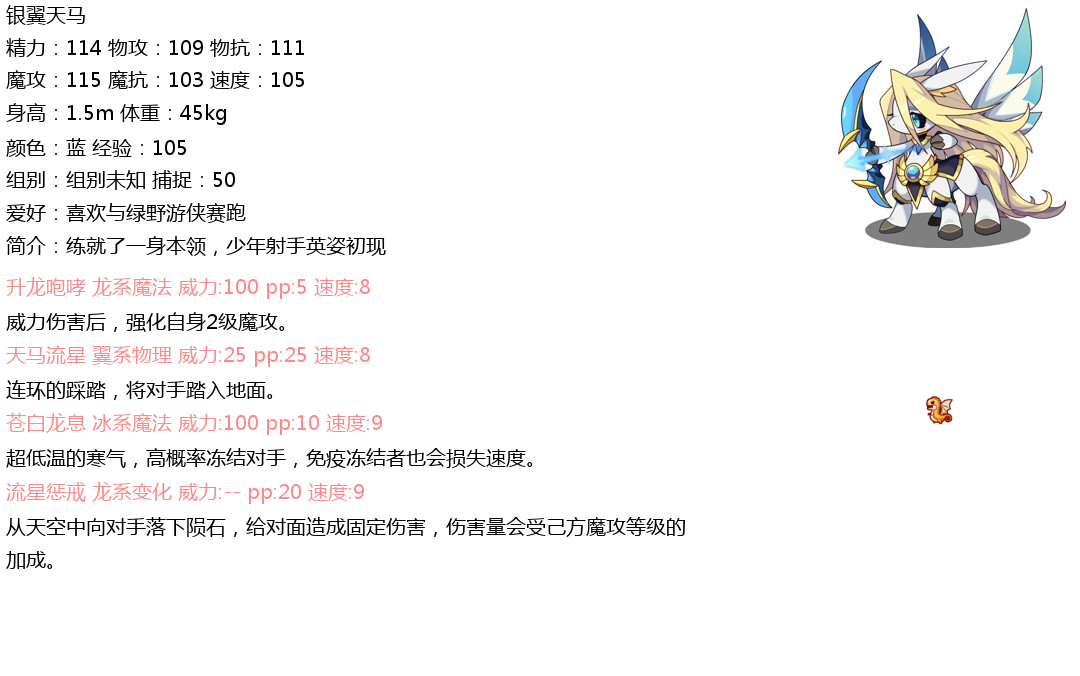 银翼天马
精力：114 物攻：109 物抗：111
魔攻：115 魔抗：103 速度：105
身高：1.5m 体重：45kg
颜色：蓝 经验：105
组别：组别未知 捕捉：50
爱好：喜欢与绿野游侠赛跑
简介：练就了一身本领，少年射手英姿初现
升龙咆哮 龙系魔法 威力:100 pp:5 速度:8
威力伤害后，强化自身2级魔攻。
天马流星 翼系物理 威力:25 pp:25 速度:8
连环的踩踏，将对手踏入地面。
苍白龙息 冰系魔法 威力:100 pp:10 速度:9
超低温的寒气，高概率冻结对手，免疫冻结者也会损失速度。
流星惩戒 龙系变化 威力:-- pp:20 速度:9
从天空中向对手落下陨石，给对面造成固定伤害，伤害量会受己方魔攻等级的
加成。